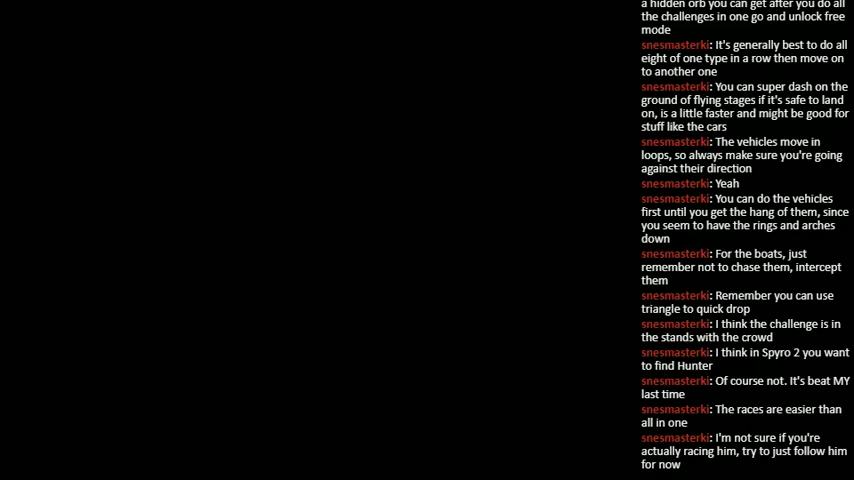 a hidden orb you can get after you do all
the challenges in one go and unlock free
mode
snesmasterki: It's generally best to do all
eight of one type in a row then move on
to another one
snesmasterki: You can super dash on the
ground of flying stages if it's safe to land
on, is a little faster and might be good for
stuff like the cars
snesmasterki: The vehicles move in
loops, so always make sure you're going
against their direction
snesmasterki: Yeah
snesmasterki: You can do the vehicles
first until you get the hang of them, since
you seem to have the rings and arches
down
snesmasterki: For the boats, just
remember not to chase them, intercept
them
snesmasterki: Remember you can use
triangle to quick drop
snesmasterki: I think the challenge is in
the stands with the crowd
snesmasterki: I think in Spyro 2 you want
to find Hunter
snesmasterki: Of course not. It's beat MY
last time
snesmasterki: The races are easier than
all in one
snesmasterki: I'm not sure if you're
actually racing him, try to just follow him
for now